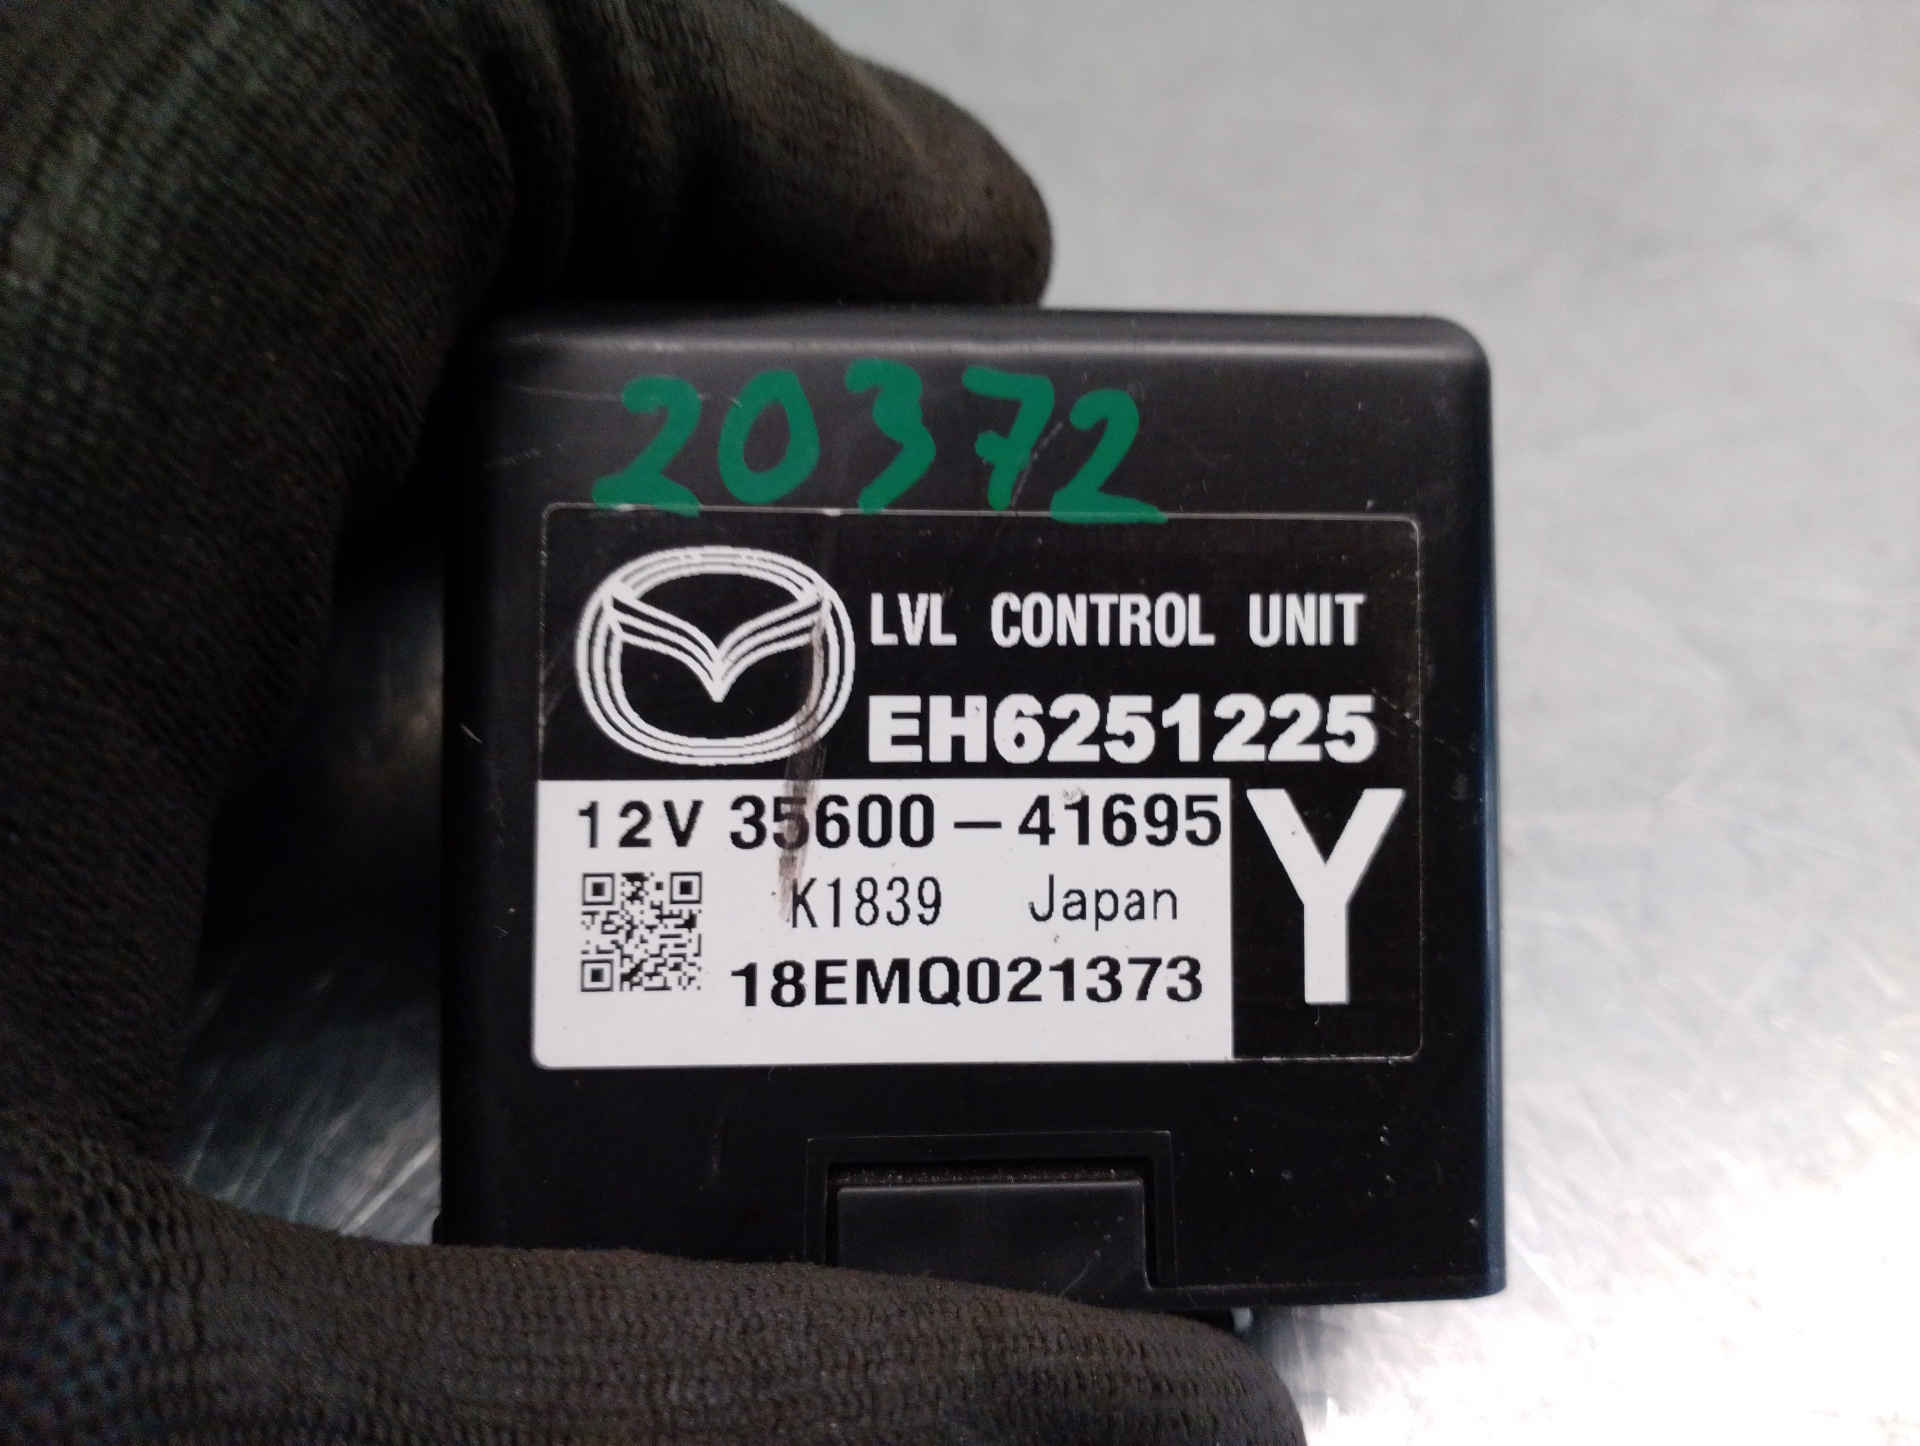 20372
LVL CONTROL UNIT
EH6251225
12V 35600-41695
K1839 Japan
18EMQ021373
Y